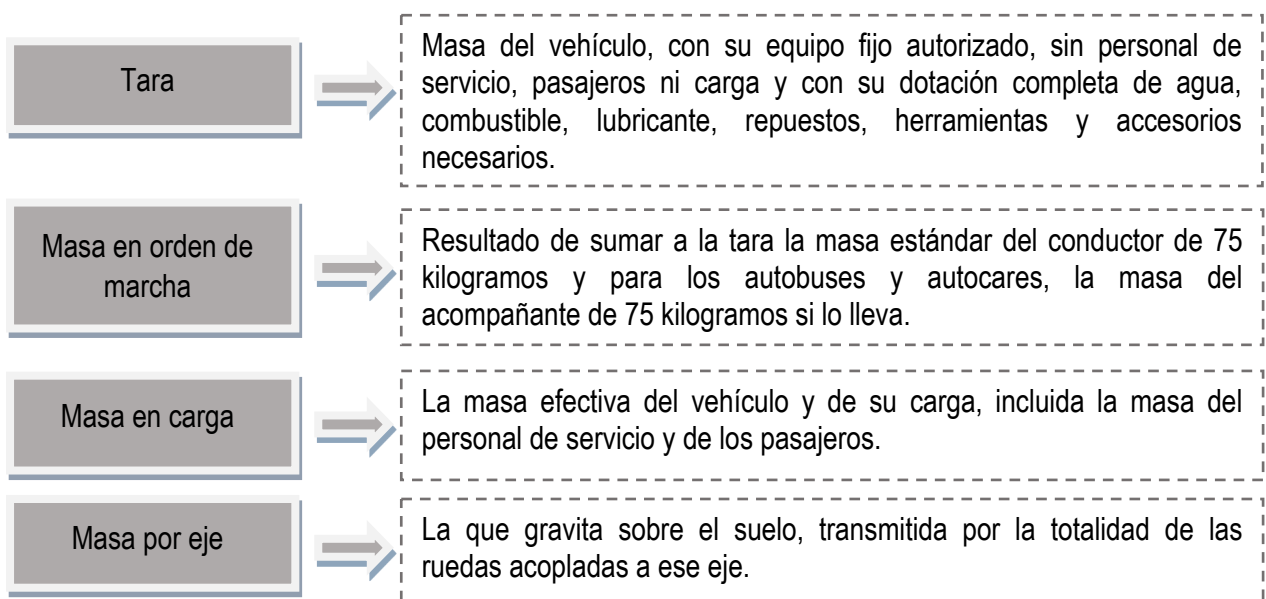 Tara
Masa del vehículo, con su equipo fijo autorizado, sin personal de
servicio, pasajeros ni carga y con su dotación completa de agua,
combustible, lubricante, repuestos, herramientas y accesorios
necesarios.
Masa en orden de
marcha
Resultado de sumar a la tara la masa estándar del conductor de 75
kilogramos y para los autobuses y autocares, la masa del
acompañante de 75 kilogramos si lo lleva.
Masa en carga
La masa efectiva del vehículo y de su carga, incluida la masa del
personal de servicio y de los pasajeros.
Masa por eje
La que gravita sobre el suelo, transmitida por la totalidad de las
ruedas acopladas a ese eje.